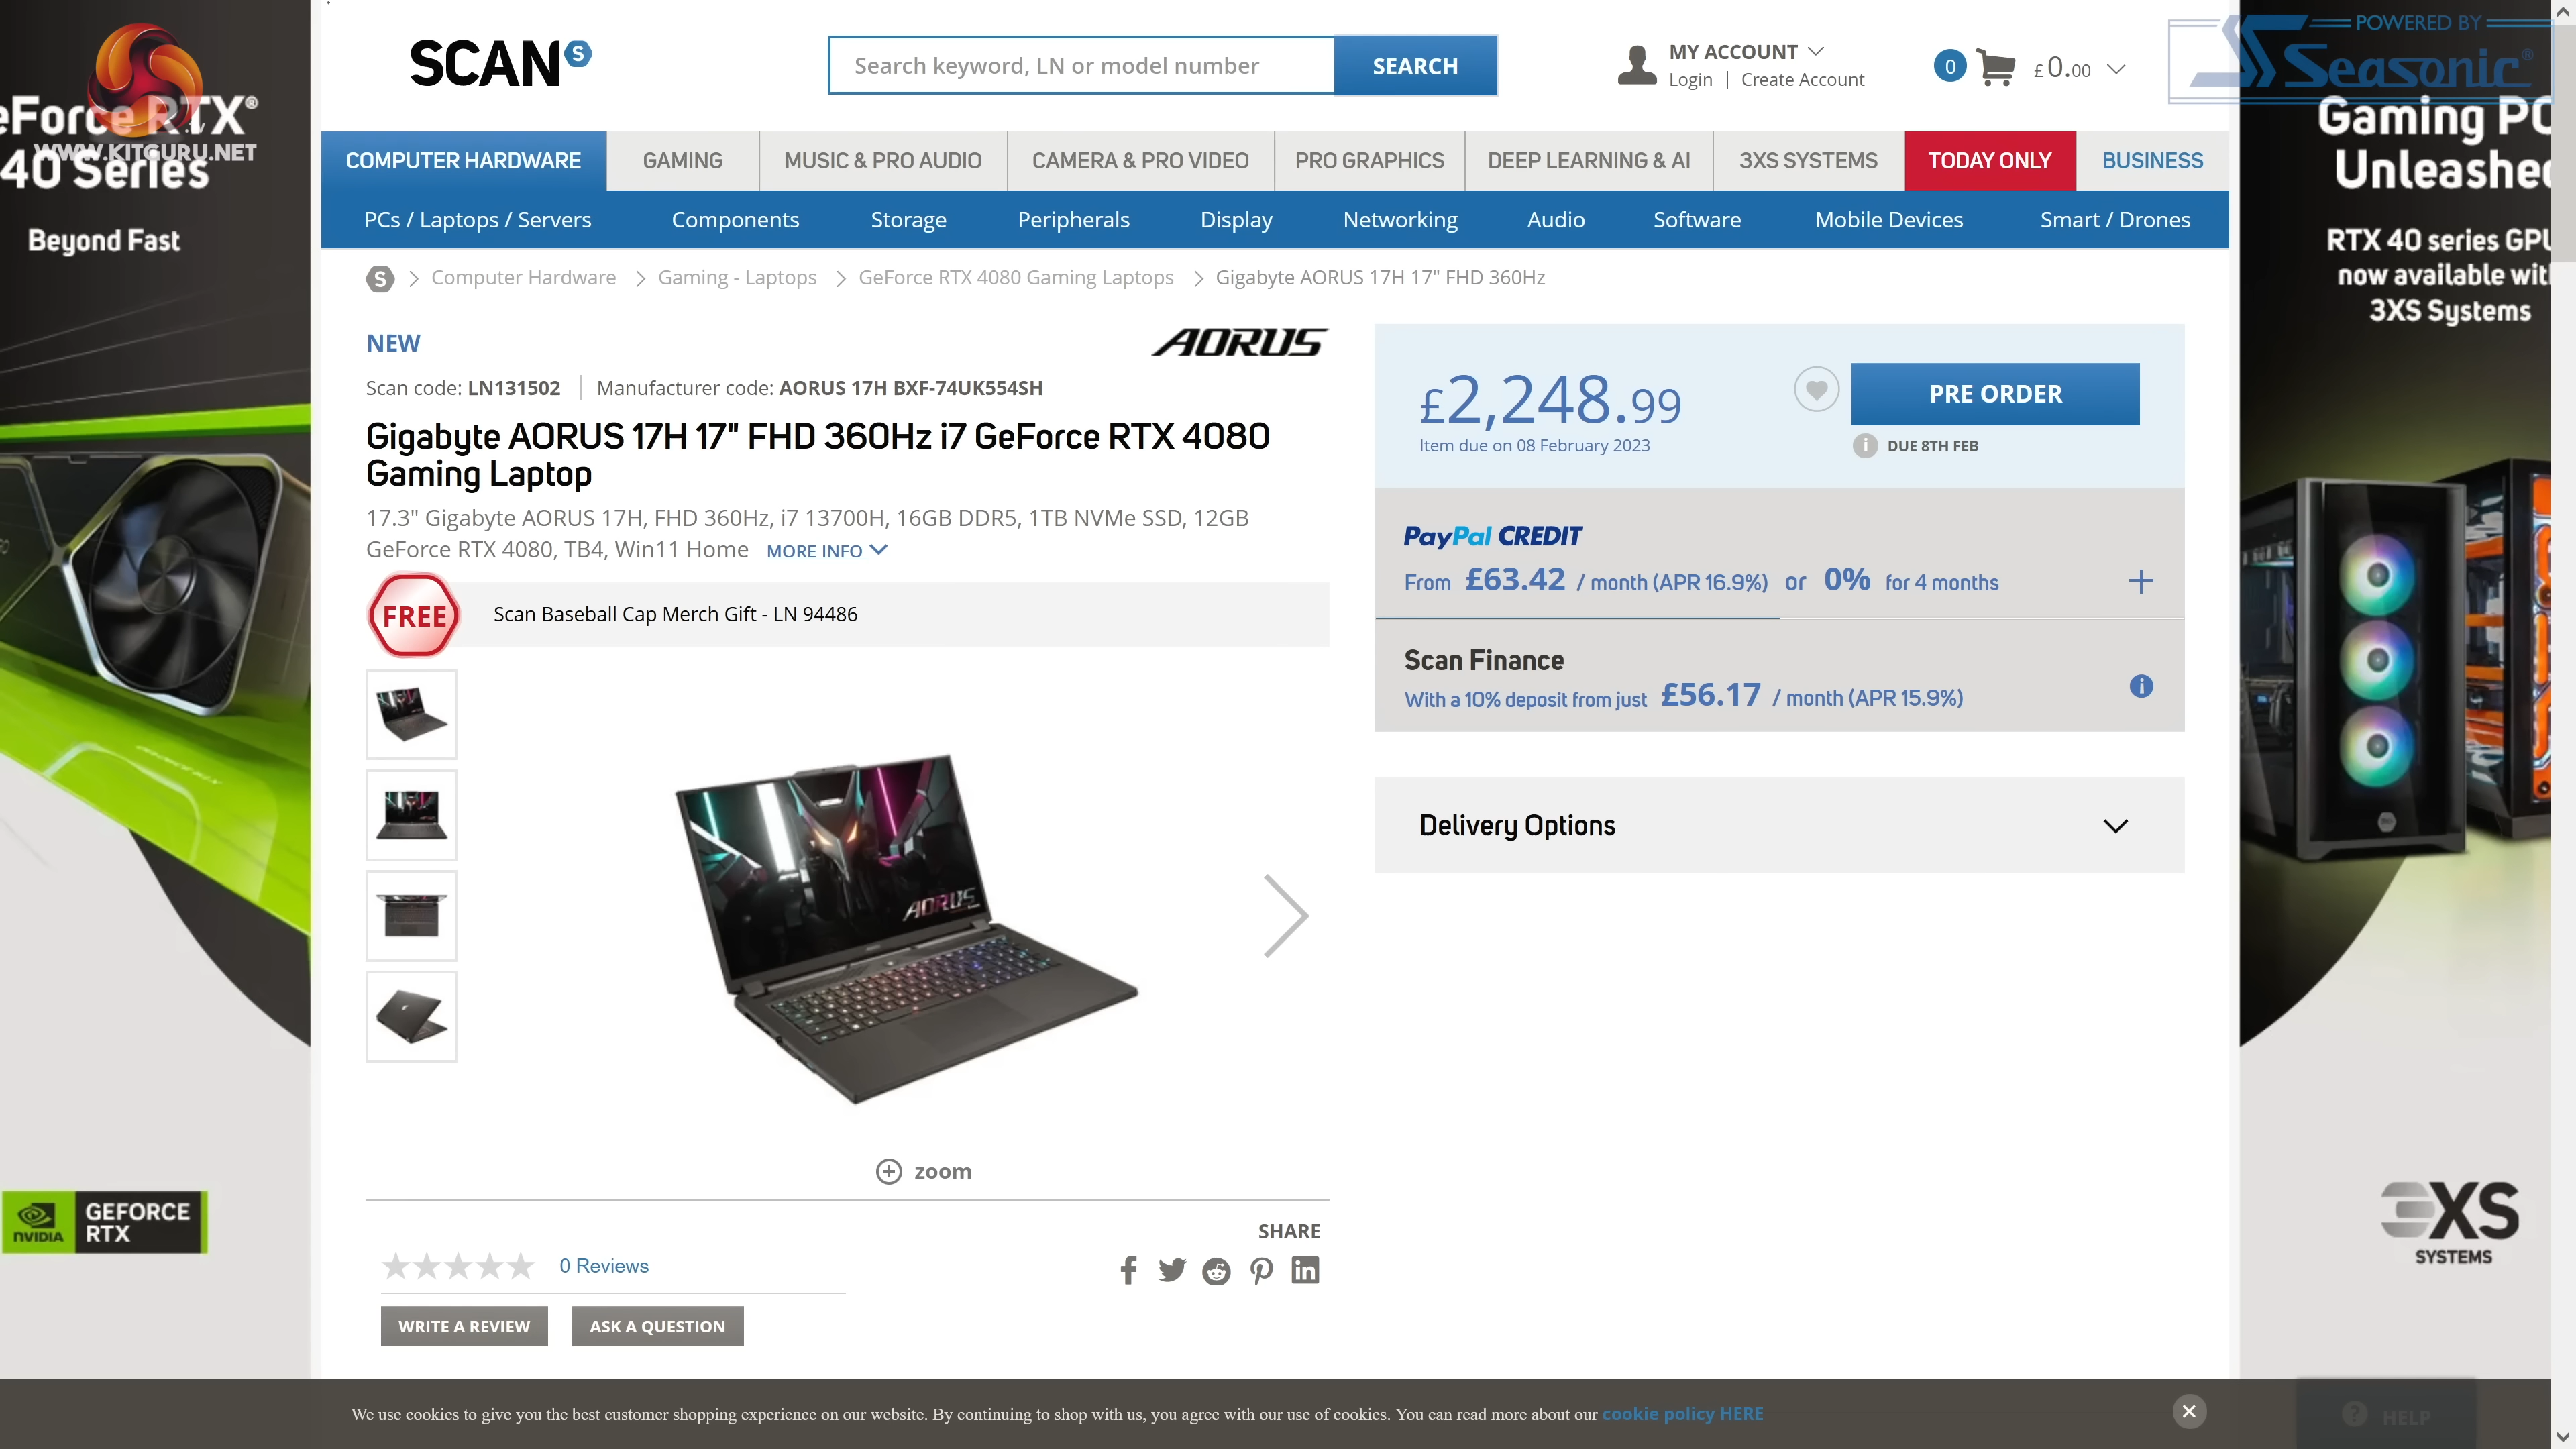 SCAN S
Search keyword, LN or model number
SEARCH
MY ACCOUNT
Login | Create Account
0
£0.00
POWERED BY
Seasonic®
eForce RTX®
40 Series
Beyond Fast
.tv
WWW.KITGURU.NET
Gaming PC
Unleashed
RTX 40 series GPU
now available with
3XS Systems
COMPUTER HARDWARE
GAMING
MUSIC & PRO AUDIO
CAMERA & PRO VIDEO
PRO GRAPHICS
DEEP LEARNING & AI
3XS SYSTEMS
TODAY ONLY
BUSINESS
PCs / Laptops / Servers
Components
Storage
Peripherals
Display
Networking
Audio
Software
Mobile Devices
Smart / Drones
S > Computer Hardware > Gaming - Laptops > GeForce RTX 4080 Gaming Laptops > Gigabyte AORUS 17H 17" FHD 360Hz
NEW
AORUS
Scan code: LN131502 | Manufacturer code: AORUS 17H BXF-74UK554SH
Gigabyte AORUS 17H 17" FHD 360Hz i7 GeForce RTX 4080
Gaming Laptop
17.3" Gigabyte AORUS 17H, FHD 360Hz, i7 13700H, 16GB DDR5, 1TB NVMe SSD, 12GB
GeForce RTX 4080, TB4, Win11 Home MORE INFO
FREE
Scan Baseball Cap Merch Gift - LN 94486
AORUS
zoom
£2,248.99
Item due on 08 February 2023
PRE ORDER
DUE 8TH FEB
PayPal CREDIT
From £63.42 / month (APR 16.9%) or 0% for 4 months
Scan Finance
With a 10% deposit from just £56.17 / month (APR 15.9%)
Delivery Options
SHARE
0 Reviews
WRITE A REVIEW
ASK A QUESTION
NVIDIA
GEFORCE
RTX
3XS
SYSTEMS
We use cookies to give you the best customer shopping experience on our website. By continuing to shop with us, you agree with our use of cookies. You can read more about our cookie policy HERE
HELP